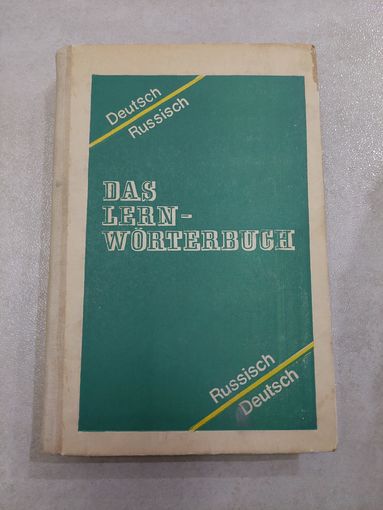 Deutsch
Russisch
DAS
LERN-
WÖRTERBUCH
Russisch
Deutsch